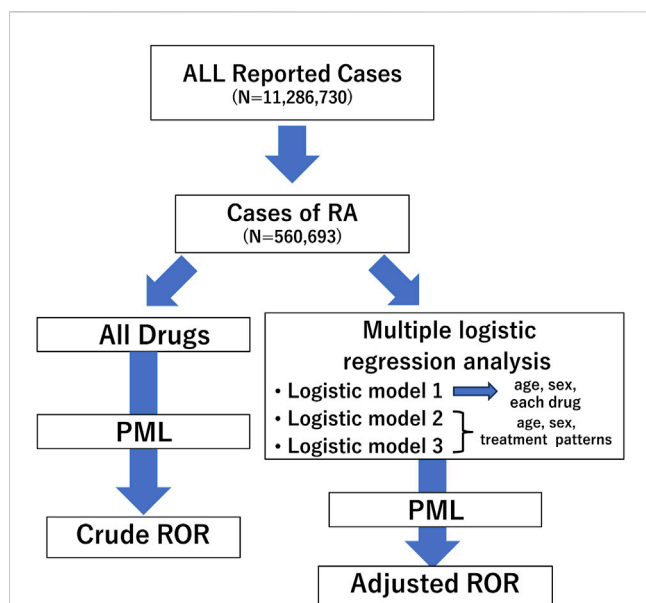 ALL Reported Cases
(N=11,286,730)
Cases of RA
(N=560,693)
All Drugs
PML
Crude ROR
Multiple logistic
regression analysis
・Logistic model 1
age, sex,
each drug
・Logistic model 2
・Logistic model 3
age, sex,
treatment patterns
PML
Adjusted ROR